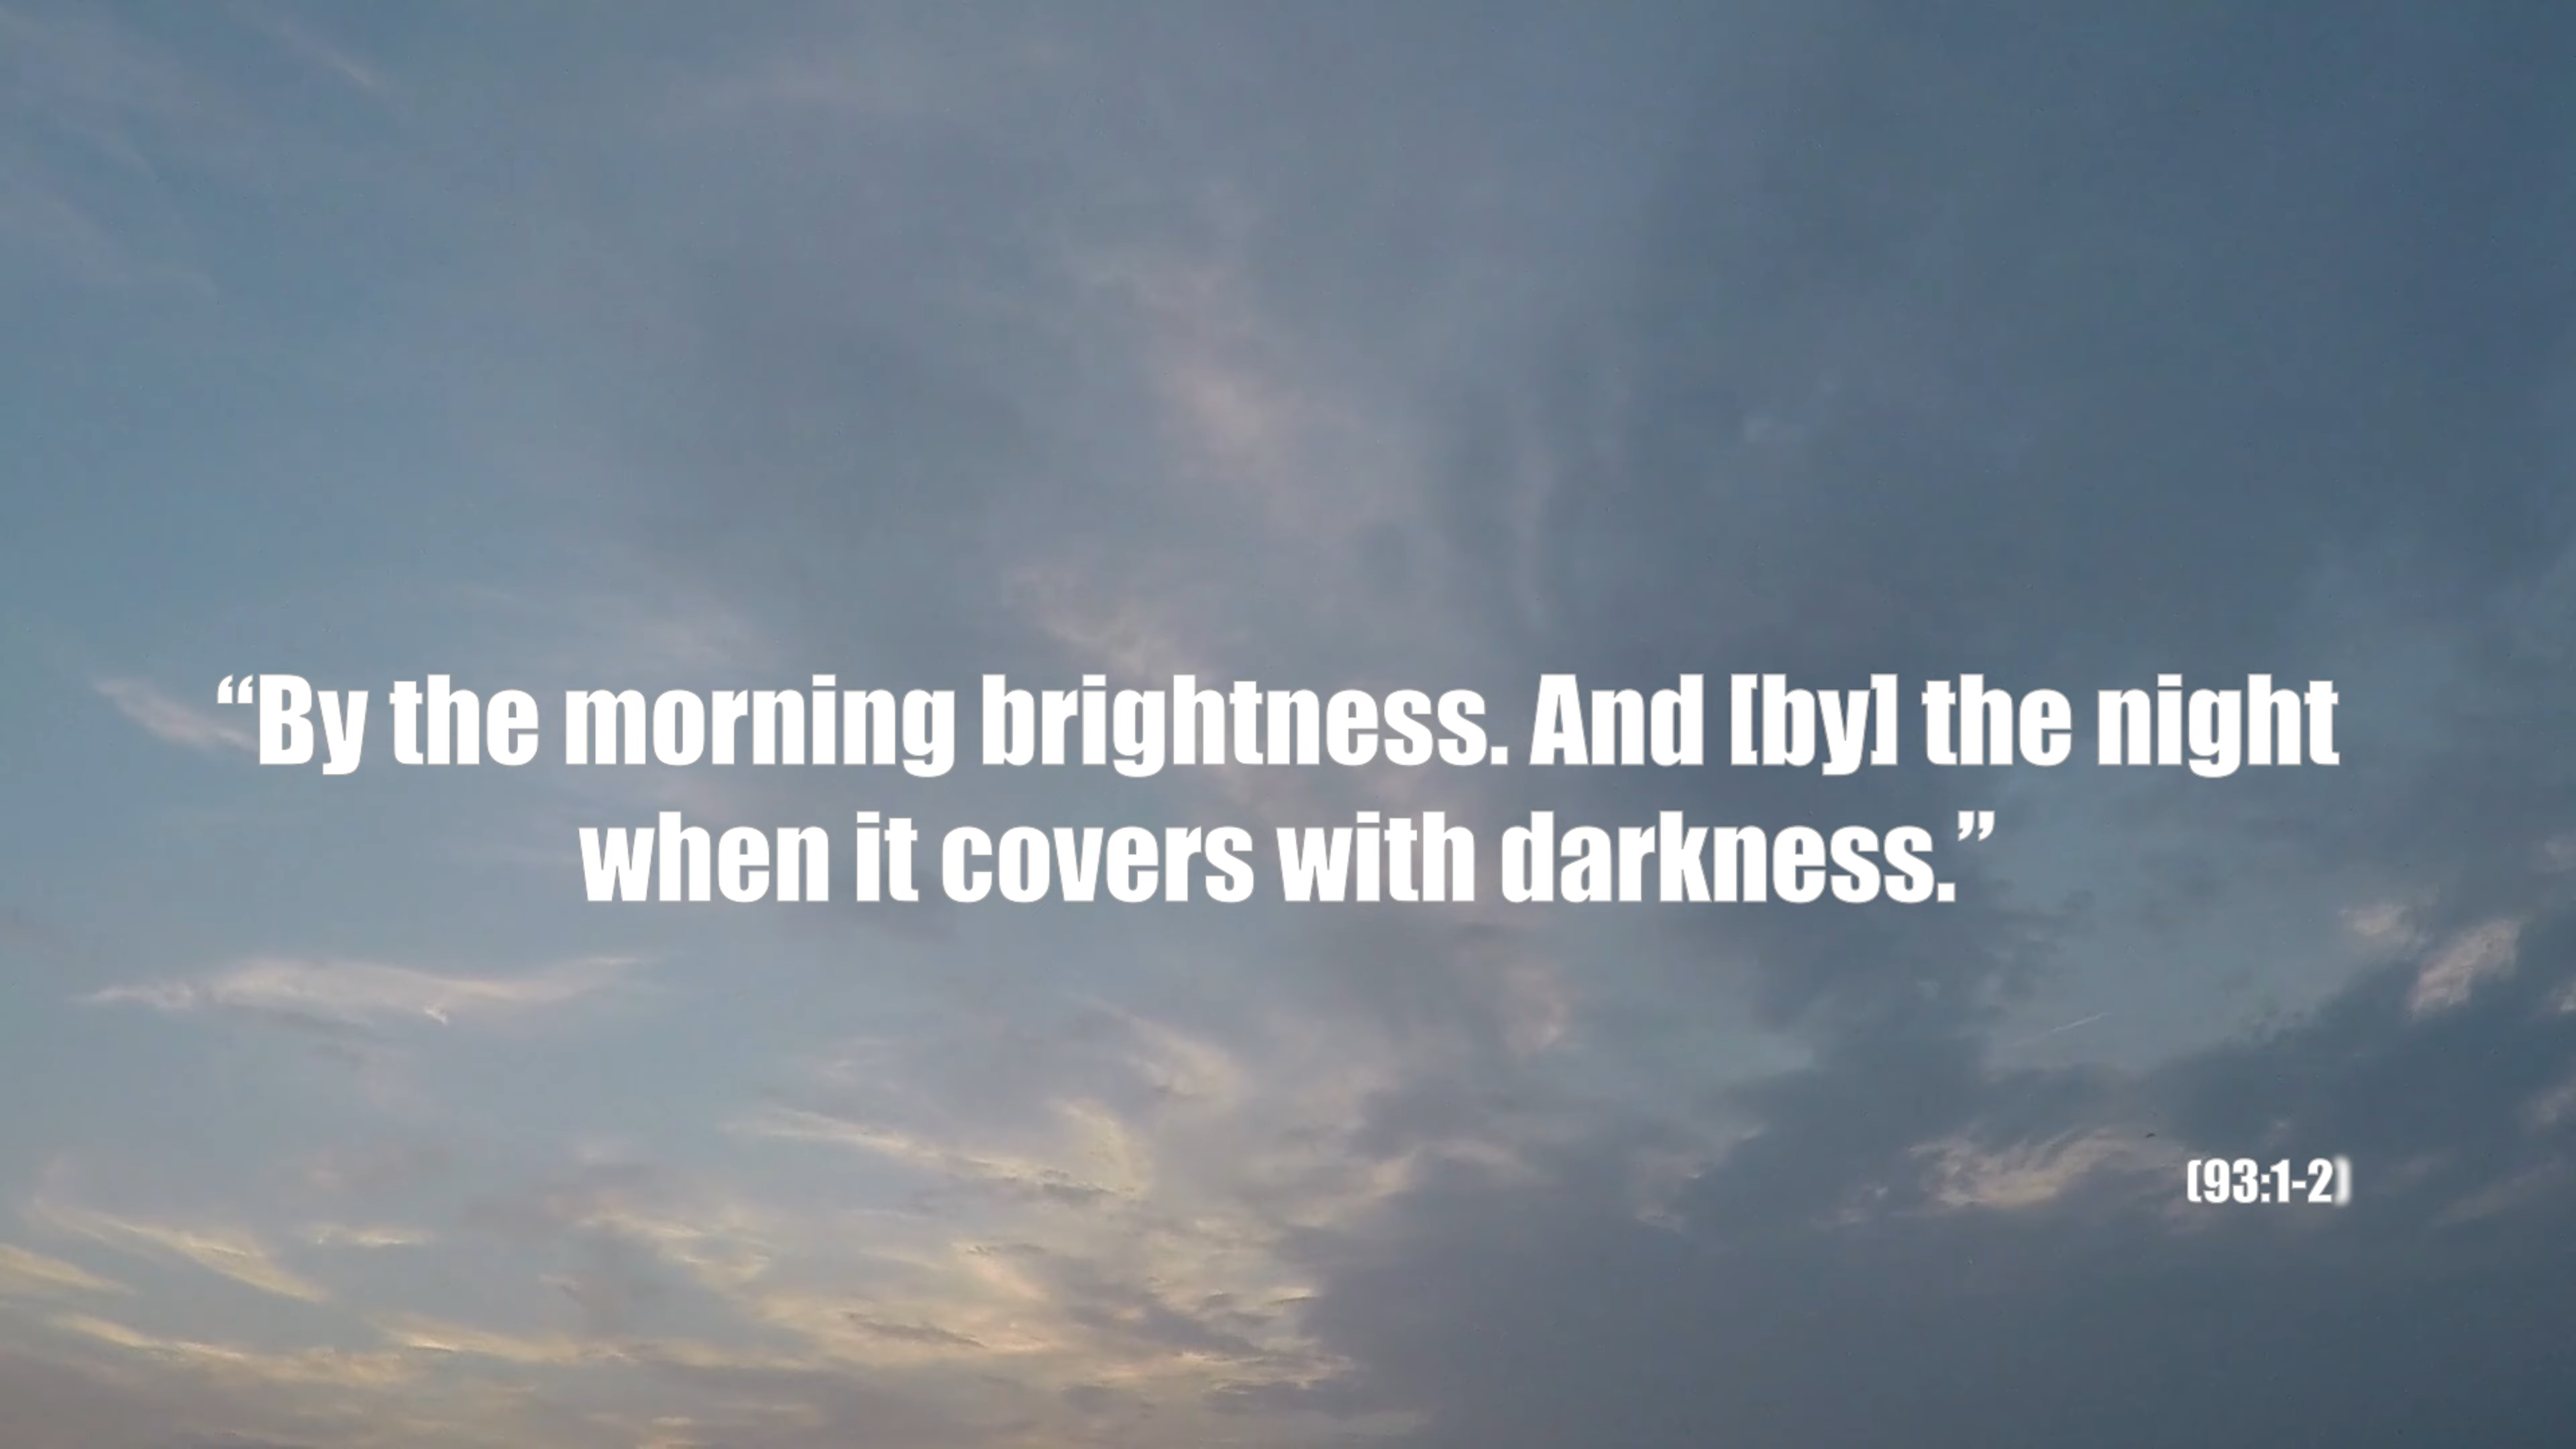 “By the morning brightness. And [by] the night
when it covers with darkness.”
(93:1-2)